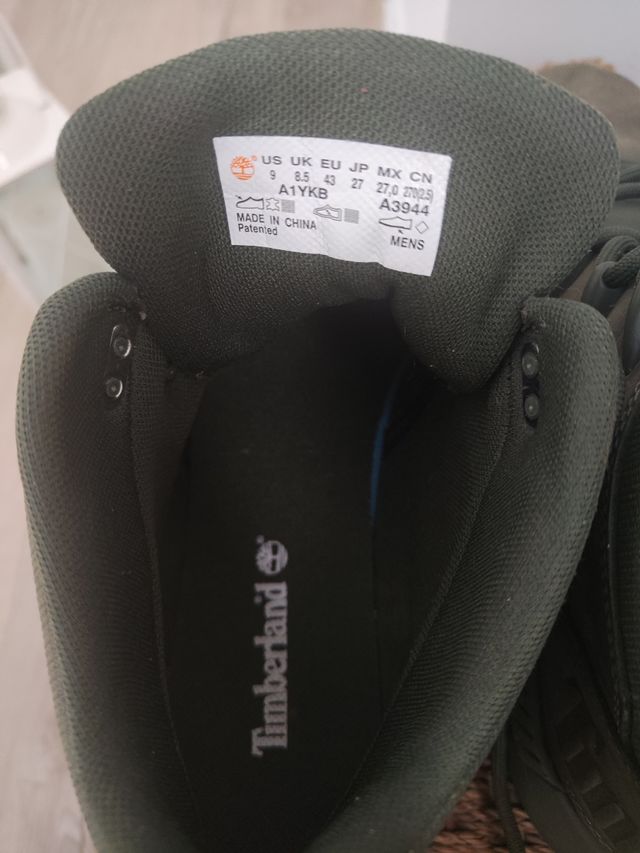 US UK EU JP MX CN
9 8.5 43 27 27,0 270(2.5)
A1YKB A3944
MADE IN CHINA
Patented
MENS
Timberland